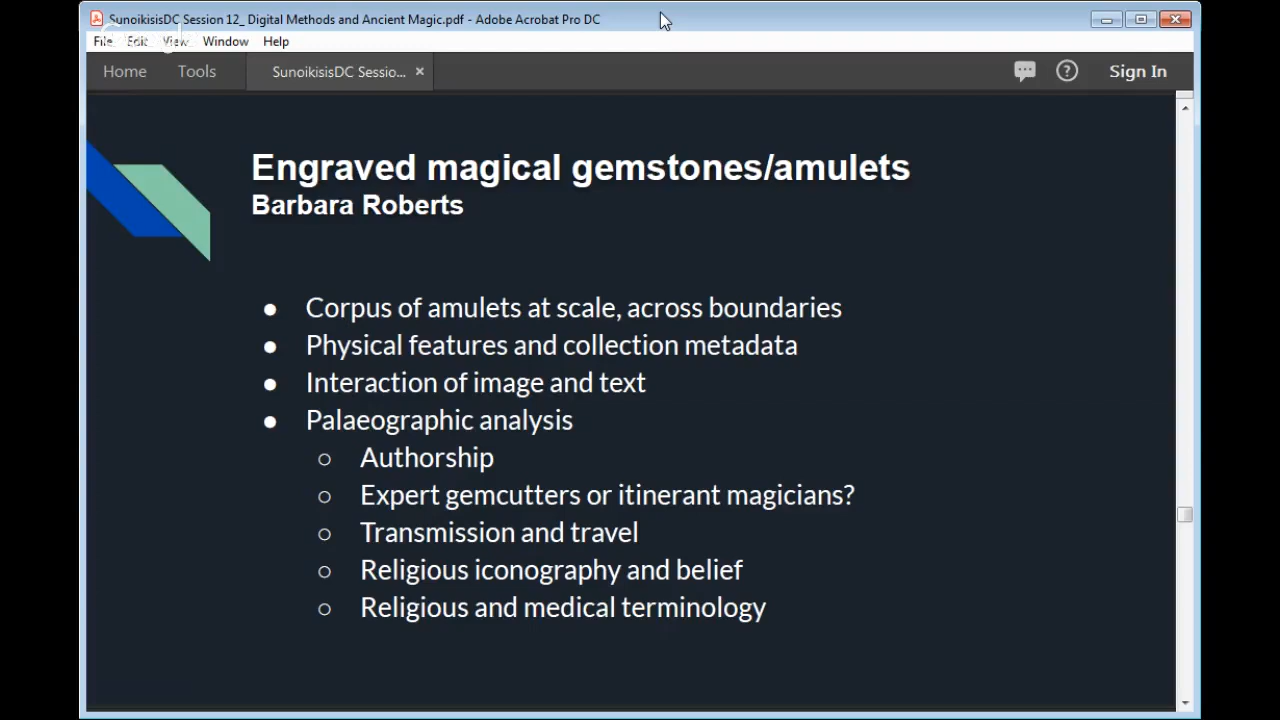 SunoikisisDC Session 12_ Digital Methods and Ancient Magic.pdf - Adobe Acrobat Pro DC
File Edit View Window Help
Home Tools SunoikisisDC Sessio... × ? Sign In
Engraved magical gemstones/amulets
Barbara Roberts
● Corpus of amulets at scale, across boundaries
● Physical features and collection metadata
● Interaction of image and text
● Palaeographic analysis
○ Authorship
○ Expert gemcutters or itinerant magicians?
○ Transmission and travel
○ Religious iconography and belief
○ Religious and medical terminology